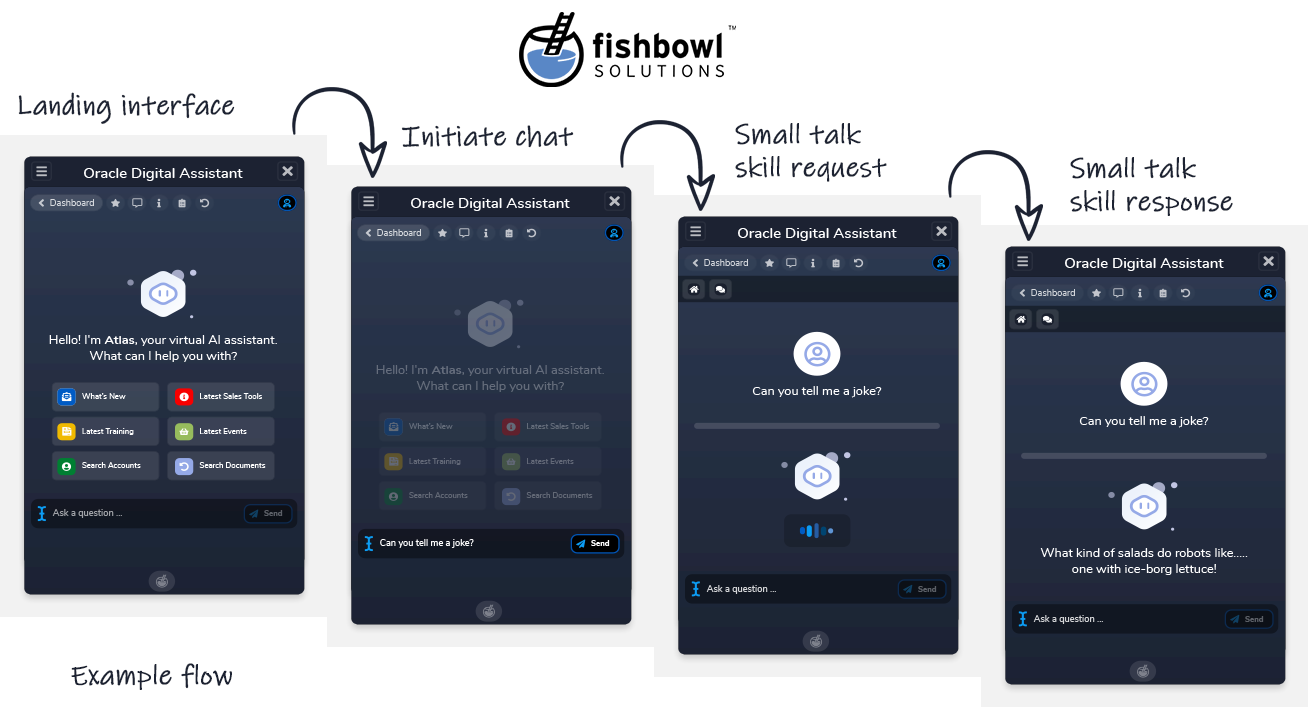 fishbowl™
SOLUTIONS
Landing interface
Oracle Digital Assistant
Dashboard
Hello! I'm Atlas, your virtual AI assistant.
What can I help you with?
What's New
Latest Sales Tools
Latest Training
Latest Events
Search Accounts
Search Documents
Ask a question ...
Send
Initiate chat
Oracle Digital Assistant
Dashboard
Hello! I'm Atlas, your virtual AI assistant.
What can I help you with?
What's New
Latest Sales Tools
Latest Training
Latest Events
Search Accounts
Search Documents
Can you tell me a joke?
Send
Small talk
skill request
Oracle Digital Assistant
Dashboard
Can you tell me a joke?
Ask a question ...
Send
Small talk
skill response
Oracle Digital Assistant
Dashboard
Can you tell me a joke?
What kind of salads do robots like.....
one with ice-borg lettuce!
Ask a question ...
Send
Example flow